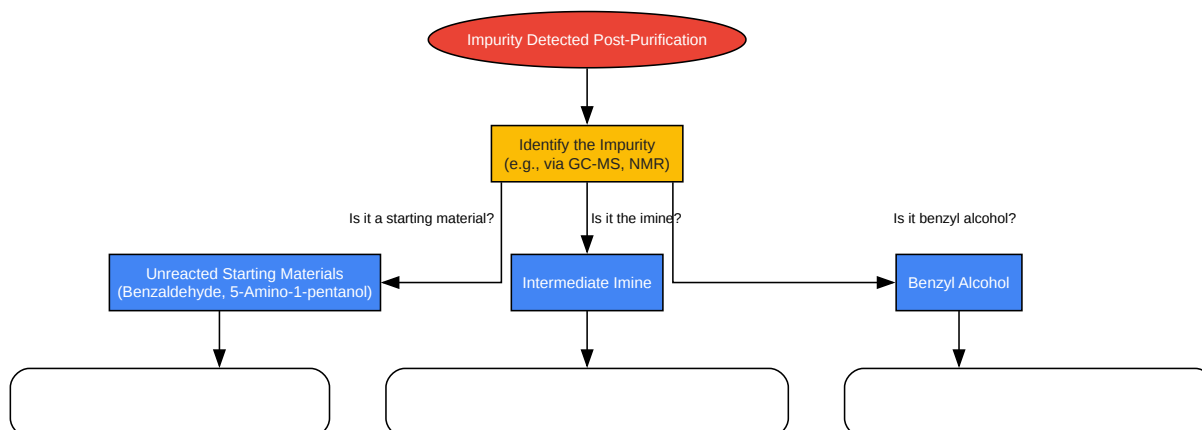 Impurity Detected Post-Purification
Identify the Impurity
(e.g., via GC-MS, NMR)
Is it a starting material?
Is it the imine?
Is it benzyl alcohol?
Unreacted Starting Materials
(Benzaldehyde, 5-Amino-1-pentanol)
Intermediate Imine
Benzyl Alcohol